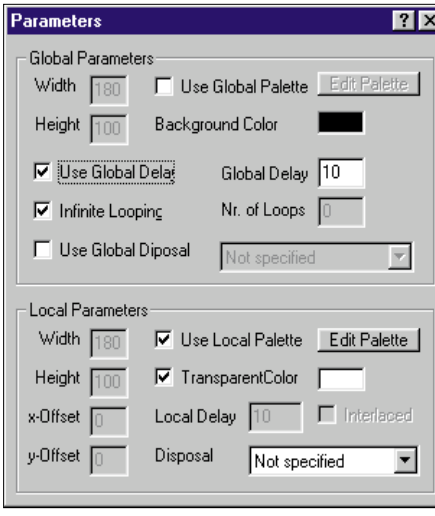 Parameters
Global Parameters
Width 180 Use Global Palette Edit Palette
Height 100 Background Color
Use Global Delay Global Delay 10
Infinite Looping Nr. of Loops 0
Use Global Diposal Not specified
Local Parameters
Width 180 Use Local Palette Edit Palette
Height 100 TransparentColor
x-Offset 0 Local Delay 10 Interlaced
y-Offset 0 Disposal Not specified